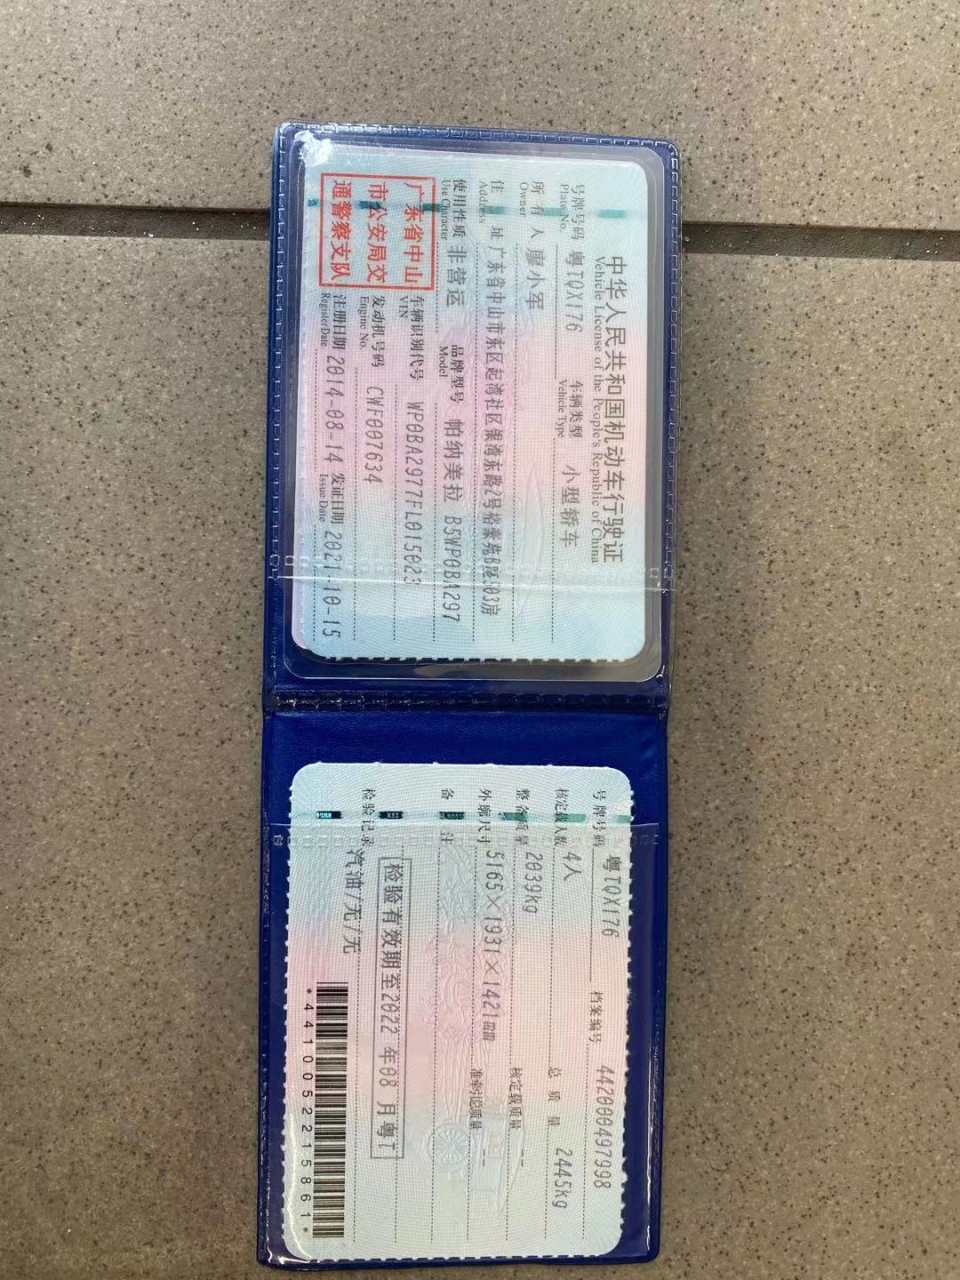 中华人民共和国机动车行驶证
Vehicle License of the People's Republic of China
号牌号码 粤TQX176 车辆类型 小型轿车
Plate No. Vehicle Type
所有人 廖小军
Owner
住址 广东省中山市东区起湾社区银湾东路2号裕豪苑B座303房
Address
使用性质 非营运 品牌型号 帕纳美拉 B5WP0BA297
Use Character Model
广东省中山
市公安局交
通警察支队
车辆识别代号 WP0BA2977FL015023
VIN
发动机号码 CWF007634
Engine No.
注册日期 2014-08-14 发证日期 2021-10-15
Register Date Issue Date
号牌号码 粤TQX176 档案编号 442000497998
核定载人数 4人 总质量 2445kg
整备质量 2039kg 核定载质量 --
外廓尺寸 5165×1931×1421mm 准牵引总质量 --
备注
检验有效期至2022年08月粤T
检验记录 汽油/无/无
*4410052215861*